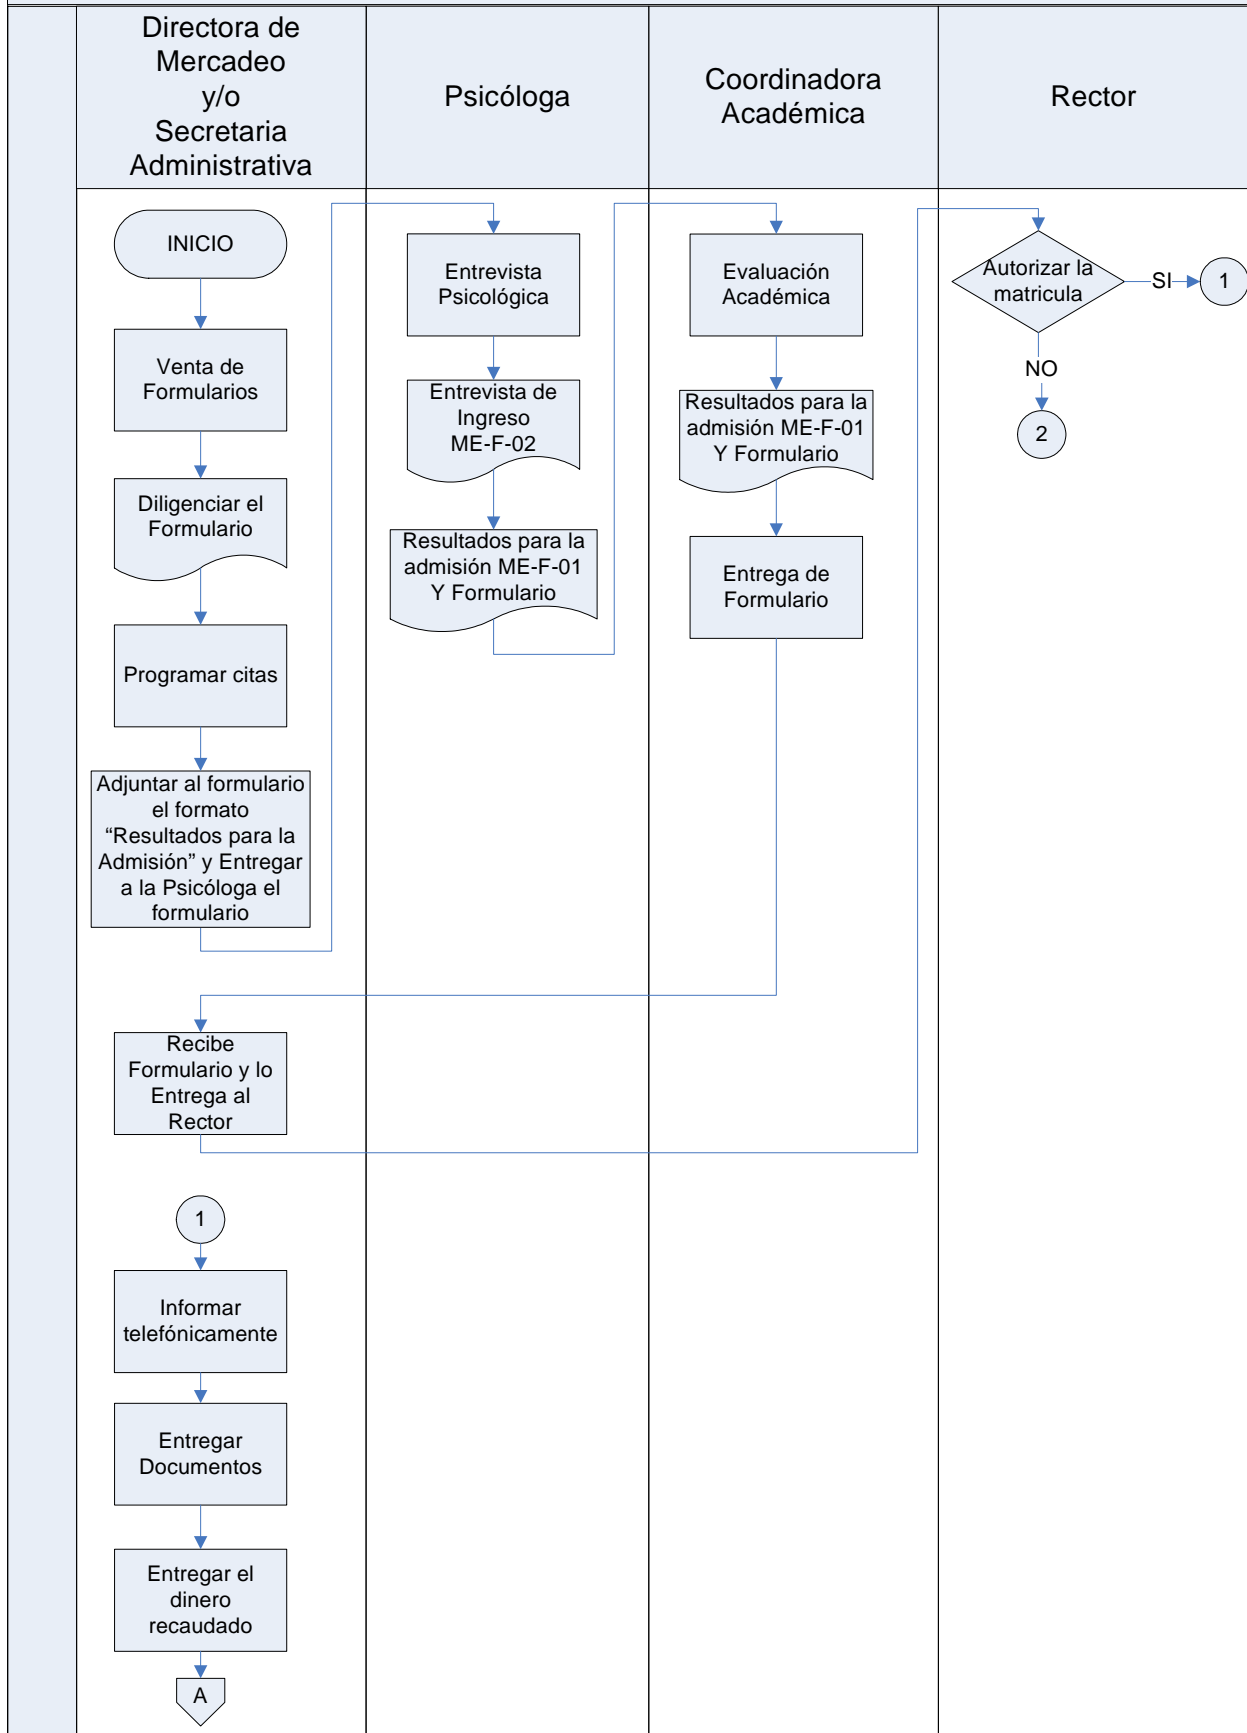 Directora de
Mercadeo
y/o
Secretaria
Administrativa
Psicóloga
Coordinadora
Académica
Rector
INICIO
Venta de
Formularios
Diligenciar el
Formulario
Programar citas
Adjuntar al formulario
el formato
“Resultados para la
Admisión” y Entregar
a la Psicóloga el
formulario
Recibe
Formulario y lo
Entrega al
Rector
1
Informar
telefónicamente
Entregar
Documentos
Entregar el
dinero
recaudado
A
Entrevista
Psicológica
Entrevista de
Ingreso
ME-F-02
Resultados para la
admisión ME-F-01
Y Formulario
Evaluación
Académica
Resultados para la
admisión ME-F-01
Y Formulario
Entrega de
Formulario
Autorizar la
matricula
SI
1
NO
2